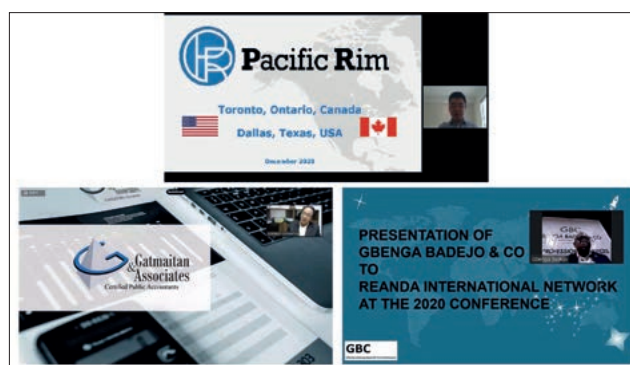 Pacific Rim
Toronto, Ontario, Canada
Dallas, Texas, USA
December 2020
Gatmaitan
& Associates
Certified Public Accountants
GBC
PRESENTATION OF
GBENGA BADEJO & CO
TO
REANDA INTERNATIONAL NETWORK
AT THE 2020 CONFERENCE
GBC